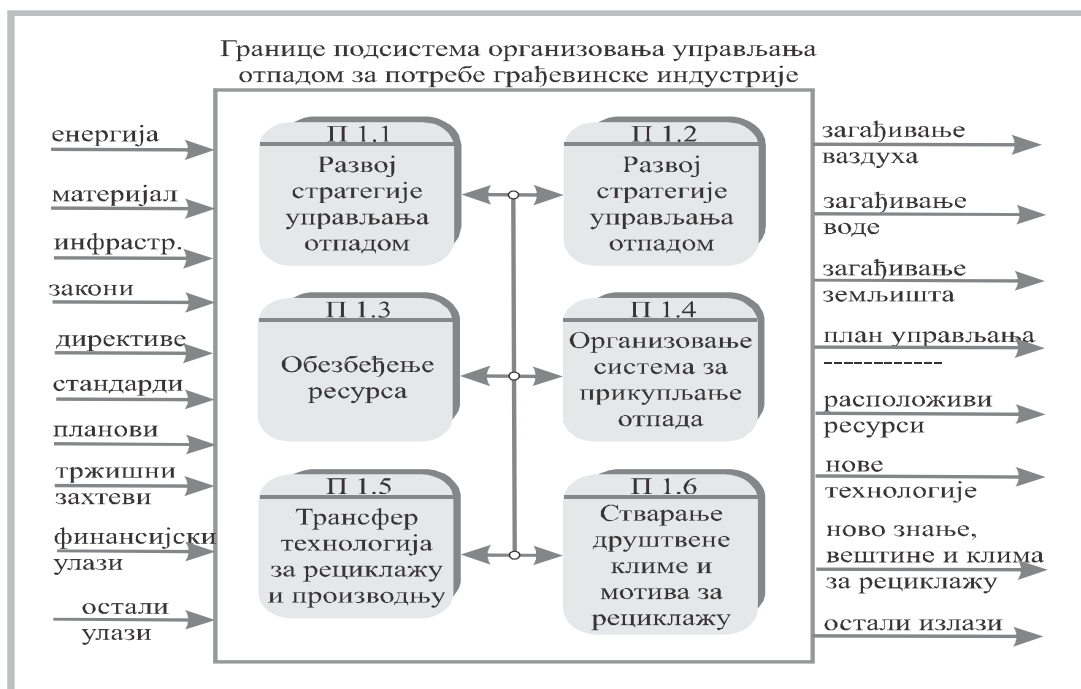 Границе подсистема организовања управљања
отпадом за потребе грађевинске индустрије
енергија
материјал
инфрастр.
закони
директиве
стандарди
планови
тржишни
захтеви
финансијски
улази
остали
улази
П 1.1
Развој
стратегије
управљања
отпадом
П 1.2
Развој
стратегије
управљања
отпадом
П 1.3
Обезбеђење
ресурса
П 1.4
Организовање
система за
прикупљање
отпада
П 1.5
Трансфер
технологија
за рециклажу
и производњу
П 1.6
Стварање
друштвене
климе и
мотива за
рециклажу
загађивање
ваздуха
загађивање
воде
загађивање
земљишта
план управљања
------------
расположиви
ресурси
нове
технологије
ново знање,
вештине и клима
за рециклажу
остали излази